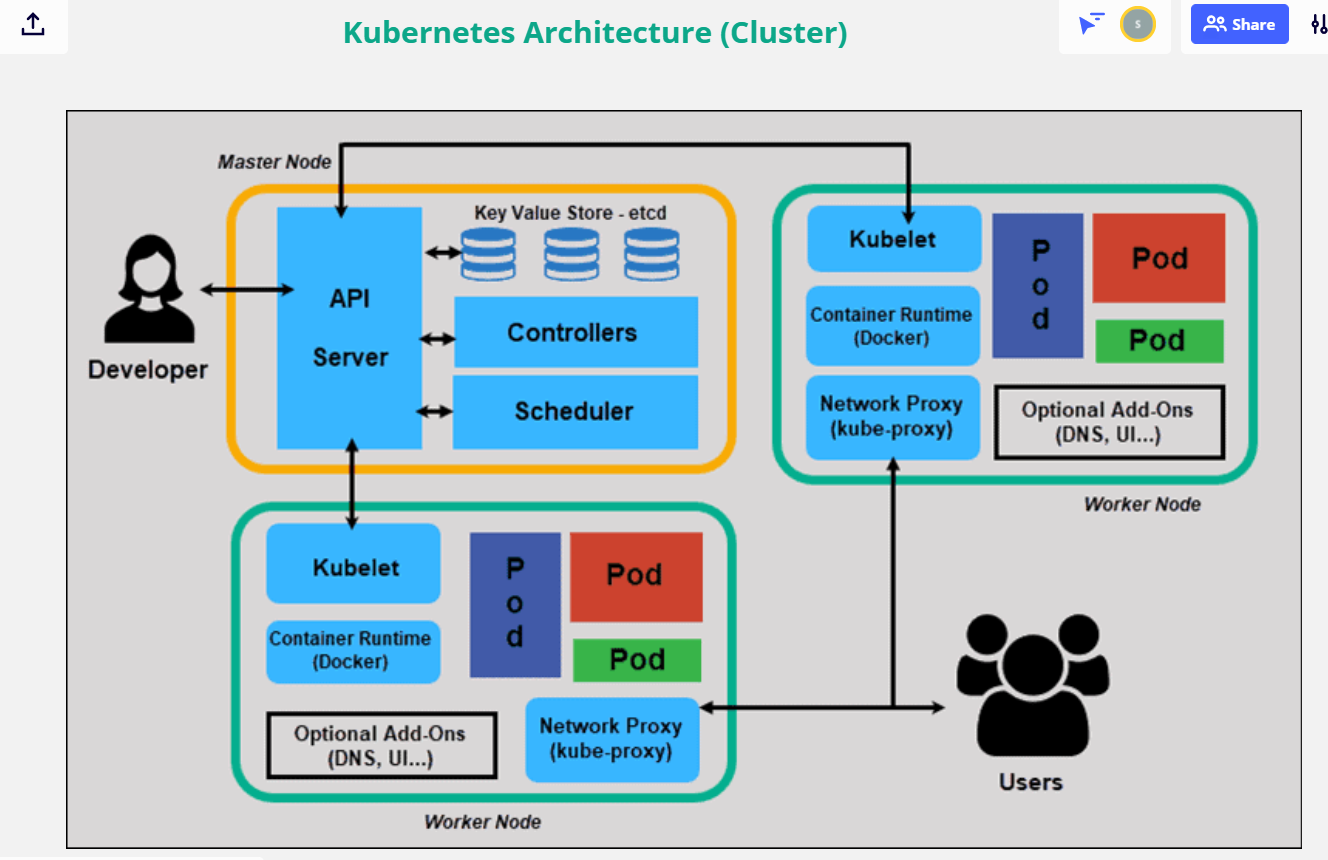 Kubernetes Architecture (Cluster)
S
Share
Master Node
Key Value Store - etcd
API
Server
Controllers
Scheduler
Developer
Kubelet
Container Runtime
(Docker)
Network Proxy
(kube-proxy)
P
o
d
Pod
Pod
Optional Add-Ons
(DNS, UI...)
Worker Node
Kubelet
Container Runtime
(Docker)
P
o
d
Pod
Pod
Optional Add-Ons
(DNS, UI...)
Network Proxy
(kube-proxy)
Worker Node
Users